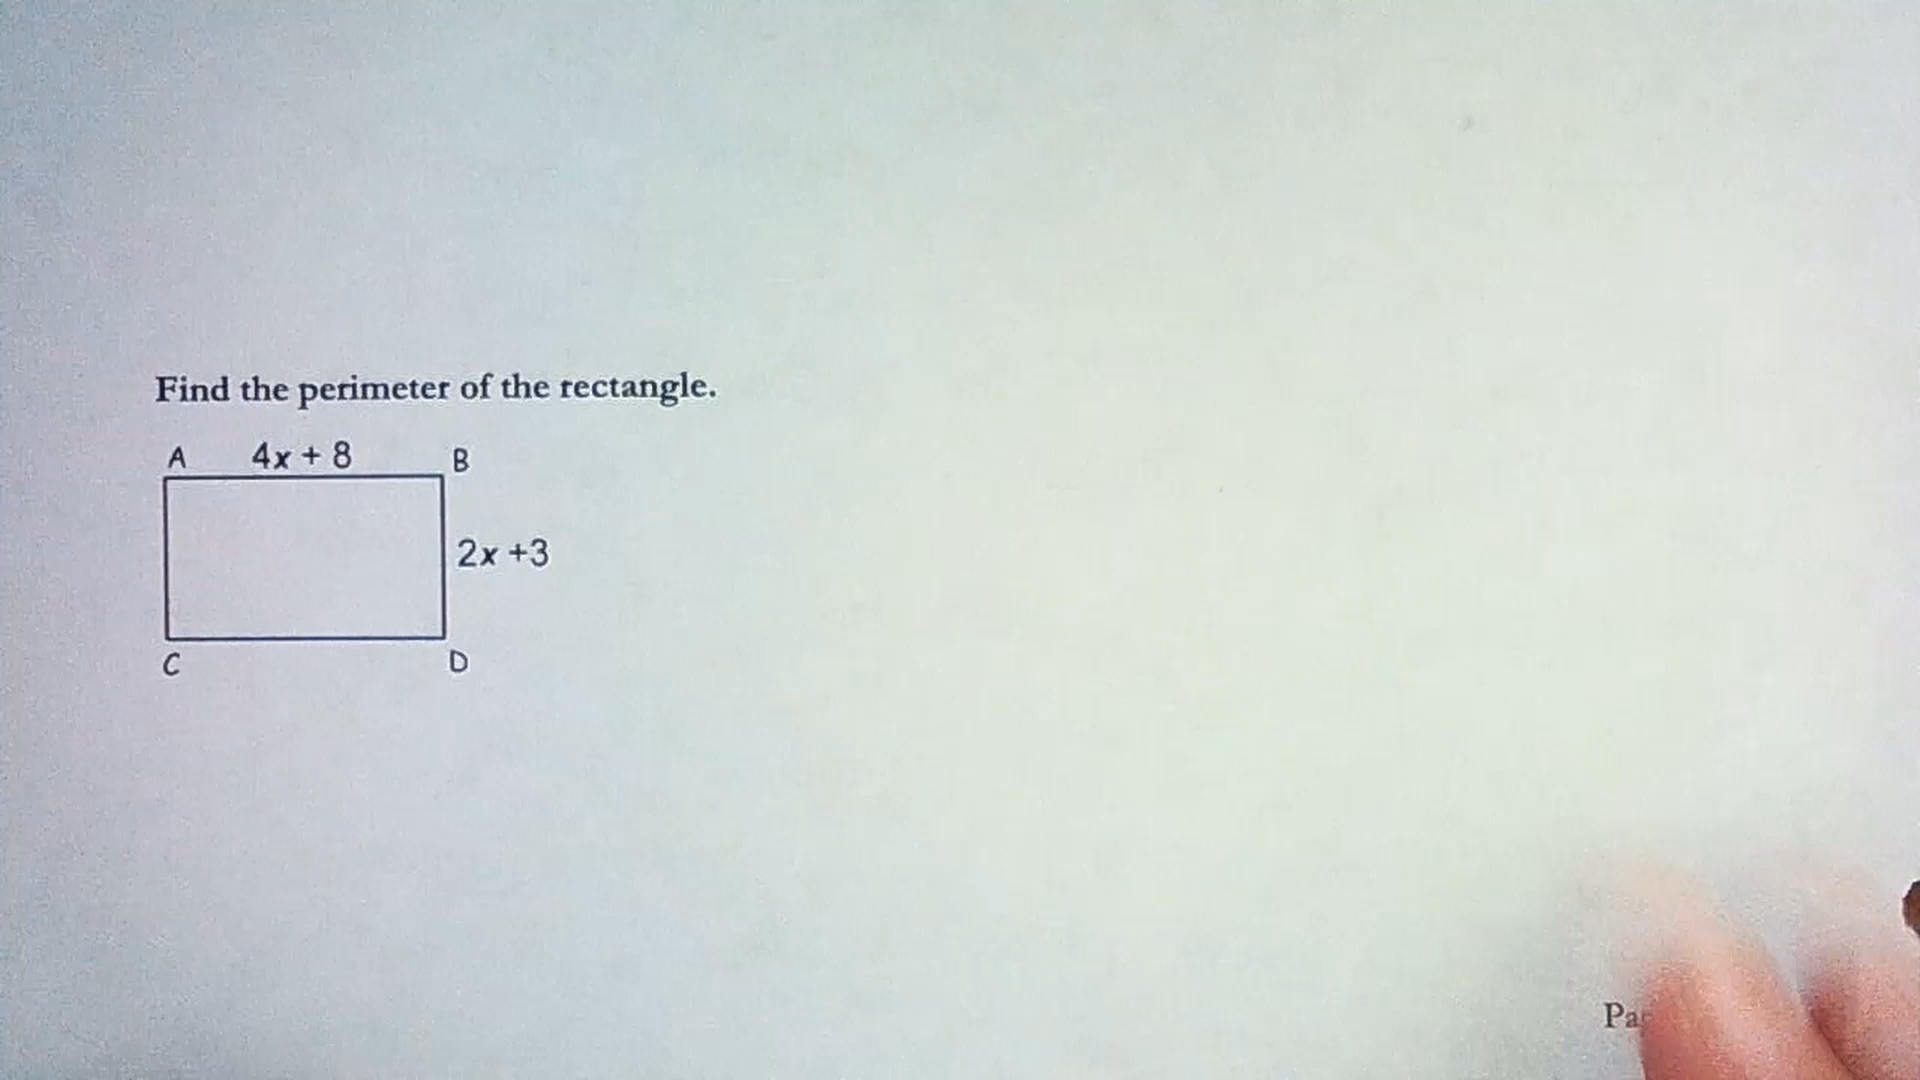 Find the perimeter of the rectangle.
A 4x + 8 B
2x +3
C D